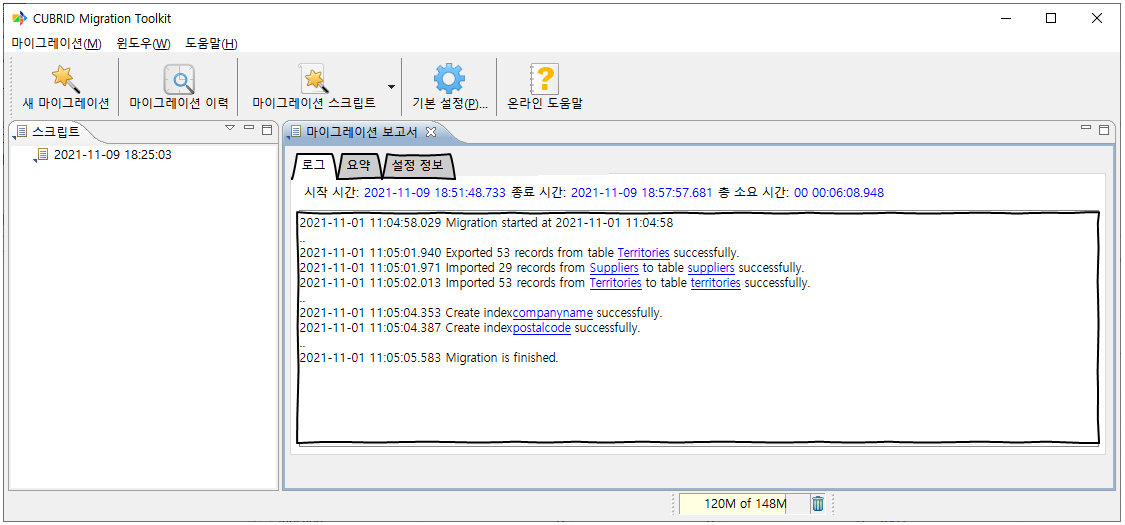 CUBRID Migration Toolkit
마이그레이션(M) 윈도우(W) 도움말(H)
새 마이그레이션 마이그레이션 이력 마이그레이션 스크립트 기본 설정(P)... 온라인 도움말
스크립트
2021-11-09 18:25:03
마이그레이션 보고서
로그 요약 설정 정보
시작 시간: 2021-11-09 18:51:48.733 종료 시간: 2021-11-09 18:57:57.681 총 소요 시간: 00 00:06:08.948
2021-11-01 11:04:58.029 Migration started at 2021-11-01 11:04:58
..
2021-11-01 11:05:01.940 Exported 53 records from table Territories successfully.
2021-11-01 11:05:01.971 Imported 29 records from Suppliers to table suppliers successfully.
2021-11-01 11:05:02.013 Imported 53 records from Territories to table territories successfully.
..
2021-11-01 11:05:04.353 Create indexcompanyname successfully.
2021-11-01 11:05:04.387 Create indexpostalcode successfully.
..
2021-11-01 11:05:05.583 Migration is finished.
120M of 148M